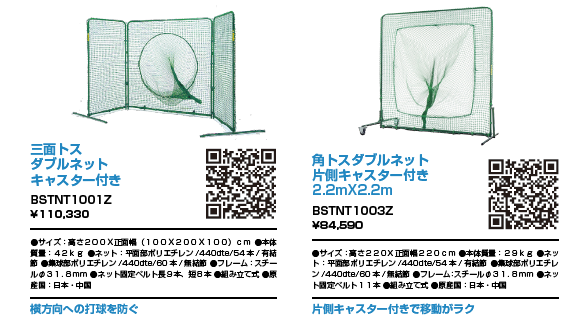 三面トス
ダブルネット
キャスター付き
BSTNT1001Z
¥110,330
●サイズ：高さ200X正面幅（100X200X100）cm ●本体
質量：42kg ●ネット：平面部ポリエチレン/440dte/54本/有結
節 ●集球部ポリエチレン/440dte/60本/無結節 ●フレーム：スチー
ルφ31.8mm ●ネット固定ベルト長9本、短8本 ●組み立て式 ●原
産国：日本・中国
横方向への打球を防ぐ
角トスダブルネット
片側キャスター付き
2.2mX2.2m
BSTNT1003Z
¥84,590
●サイズ：高さ220X正面幅220cm ●本体質量：29kg ●ネッ
ト：平面部ポリエチレン/440dte/54本/有結節 ●集球部ポリエチレ
ン/440dte/60本/無結節 ●フレーム:スチールφ31.8mm ●ネッ
ト固定ベルト11本 ●組み立て式 ●原産国：日本・中国
片側キャスター付きで移動がラク